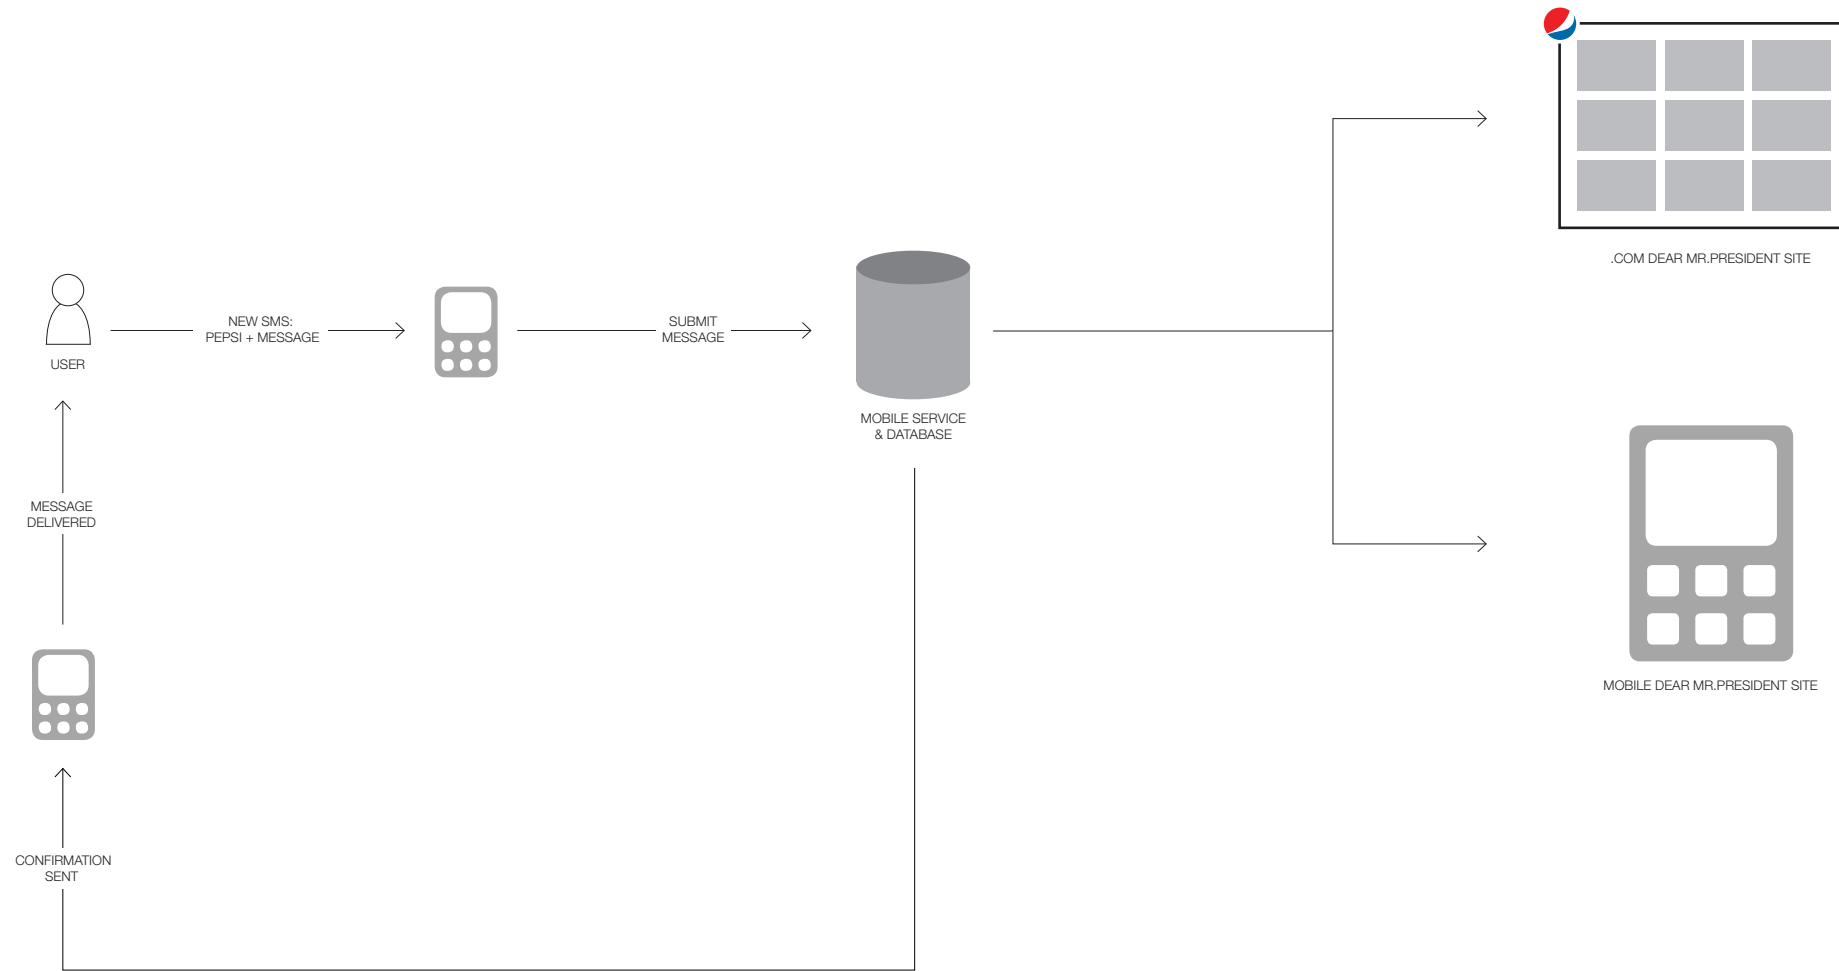 .COM DEAR MR.PRESIDENT SITE
NEW SMS:
PEPSI + MESSAGE
SUBMIT
MESSAGE
USER
MOBILE SERVICE
& DATABASE
MESSAGE
DELIVERED
MOBILE DEAR MR.PRESIDENT SITE
CONFIRMATION
SENT